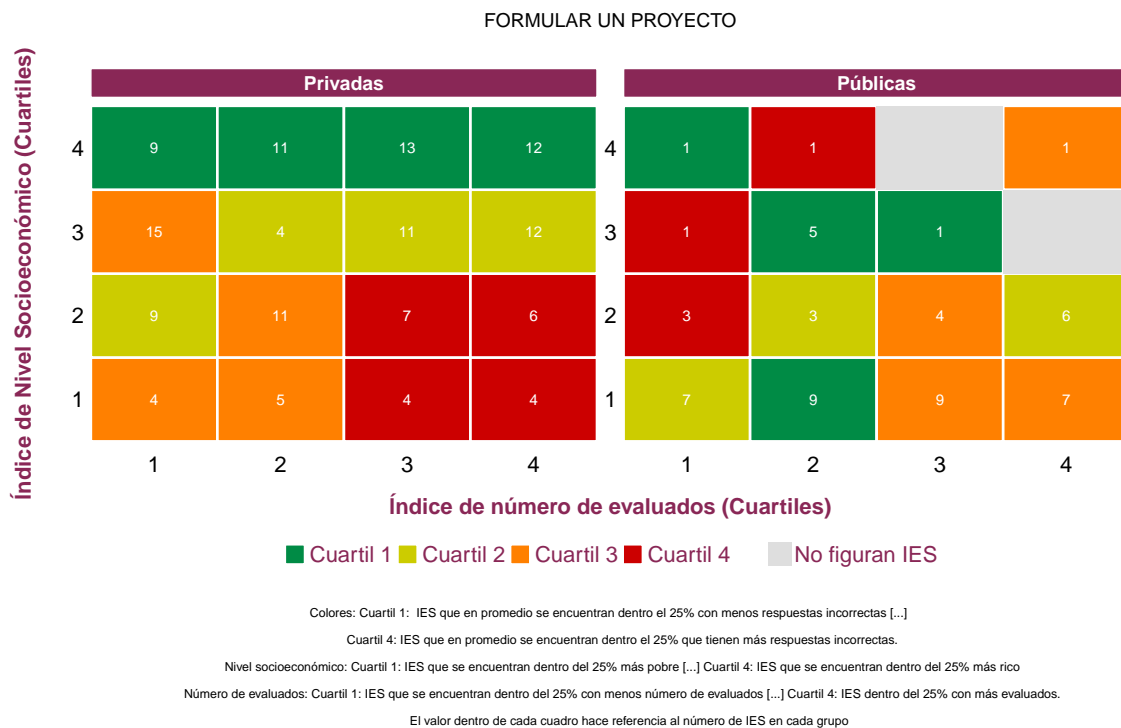 FORMULAR UN PROYECTO
Índice de Nivel Socioeconómico (Cuartiles)
Privadas
Públicas
4 9 11 13 12 4 1 1 1
3 15 4 11 12 3 1 5 1
2 9 11 7 6 2 3 3 4 6
1 4 5 4 4 1 7 9 9 7
1 2 3 4 1 2 3 4
Índice de número de evaluados (Cuartiles)
Cuartil 1 Cuartil 2 Cuartil 3 Cuartil 4 No figuran IES
Colores: Cuartil 1: IES que en promedio se encuentran dentro el 25% con menos respuestas incorrectas [...]
Cuartil 4: IES que en promedio se encuentran dentro el 25% que tienen más respuestas incorrectas.
Nivel socioeconómico: Cuartil 1: IES que se encuentran dentro del 25% más pobre [...] Cuartil 4: IES que se encuentran dentro del 25% más rico
Número de evaluados: Cuartil 1: IES que se encuentran dentro del 25% con menos número de evaluados [...] Cuartil 4: IES dentro del 25% con más evaluados.
El valor dentro de cada cuadro hace referencia al número de IES en cada grupo